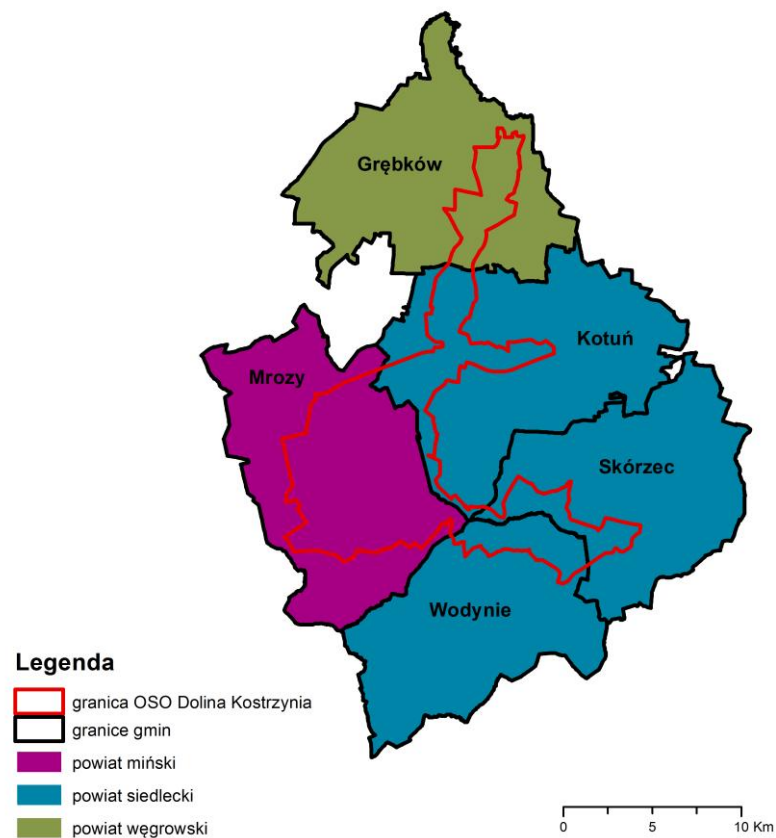 Grębków
Kotuń
Mrozy
Skórzec
Wodynie
Legenda
granica OSO Dolina Kostrzynia
granice gmin
powiat miński
powiat siedlecki
powiat węgrowski
0 5 10 Km